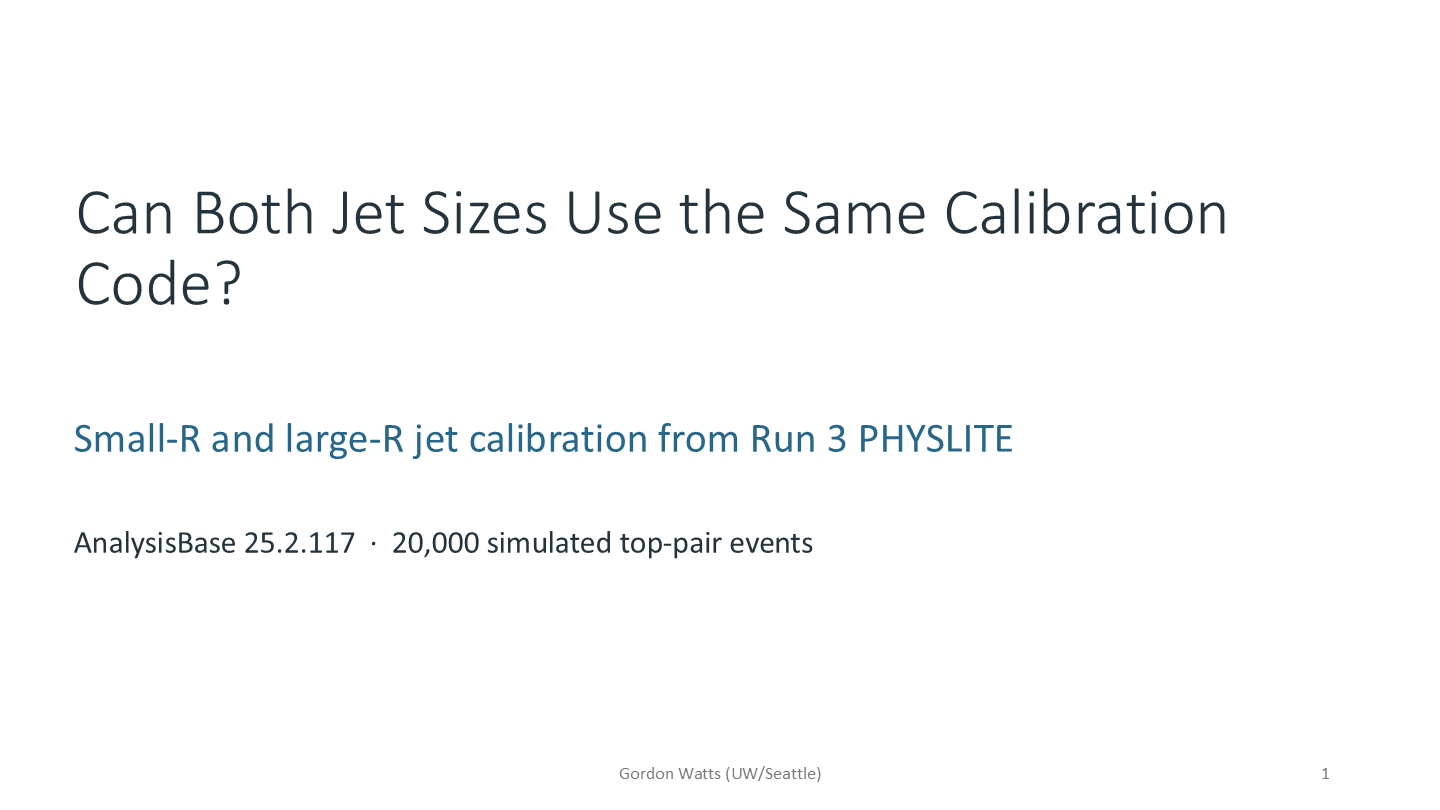 Can Both Jet Sizes Use the Same Calibration
Code?
Small-R and large-R jet calibration from Run 3 PHYSLITE
AnalysisBase 25.2.117 · 20,000 simulated top-pair events
Gordon Watts (UW/Seattle)
1